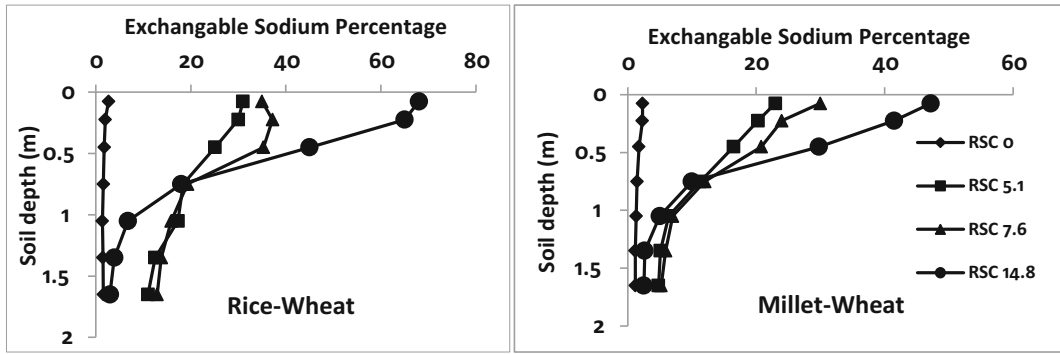 Exchangable Sodium Percentage
0 20 40 60 80
0
0.5
1
1.5
2
Soil depth (m)
Rice-Wheat
Exchangable Sodium Percentage
0 20 40 60
0
0.5
1
1.5
2
Soil depth (m)
RSC 0
RSC 5.1
RSC 7.6
RSC 14.8
Millet-Wheat